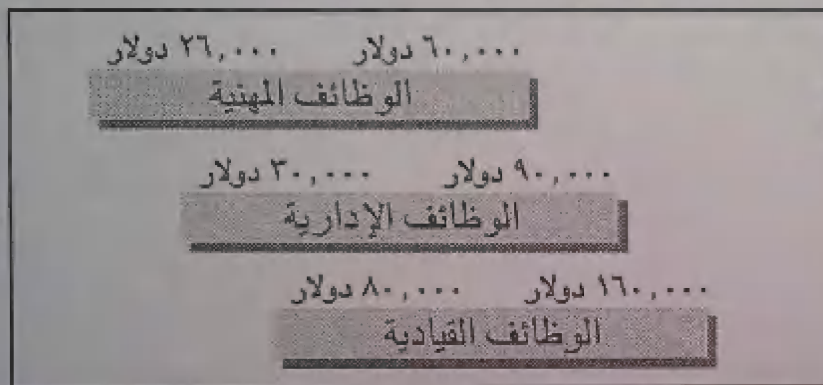 ٦٠,٠٠٠ دولار ٢٦,٠٠٠ دولار
الوظائف المهنية
٩٠,٠٠٠ دولار ٣٠,٠٠٠ دولار
الوظائف الإدارية
١٦٠,٠٠٠ دولار ٨٠,٠٠٠ دولار
الوظائف القيادية